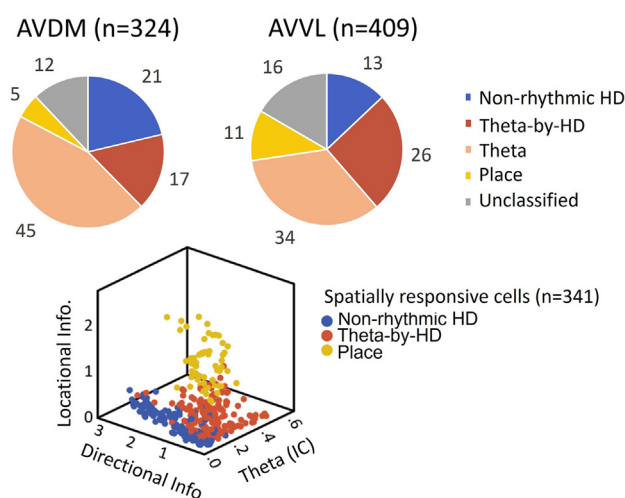 AVDM (n=324)
AVVL (n=409)
12
21
5
17
45
16
13
11
26
34
Non-rhythmic HD
Theta-by-HD
Theta
Place
Unclassified
Spatially responsive cells (n=341)
Non-rhythmic HD
Theta-by-HD
Place
Locational Info.
2
1
0
3
2
1
.0
.2
.4
.6
Directional Info
Theta (IC)